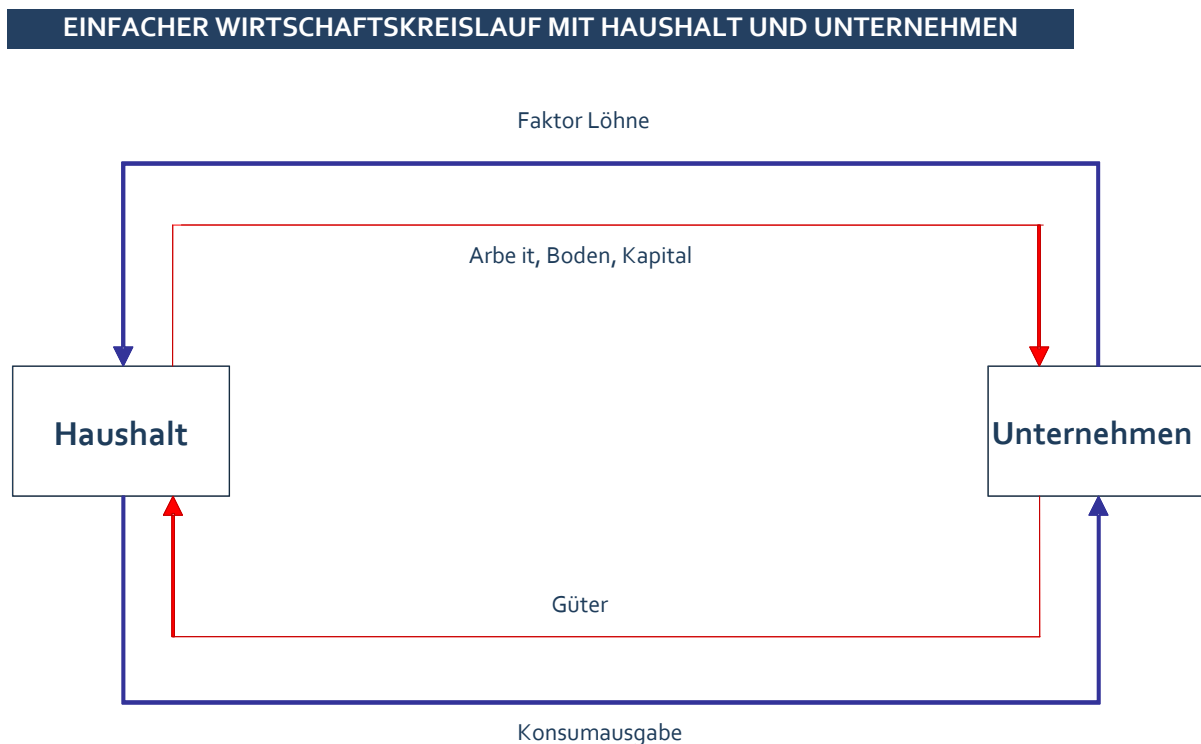 EINFACHER WIRTSCHAFTSKREISLAUF MIT HAUSHALT UND UNTERNEHMEN
Faktor Löhne
Arbe it, Boden, Kapital
Haushalt
Unternehmen
Güter
Konsumausgabe